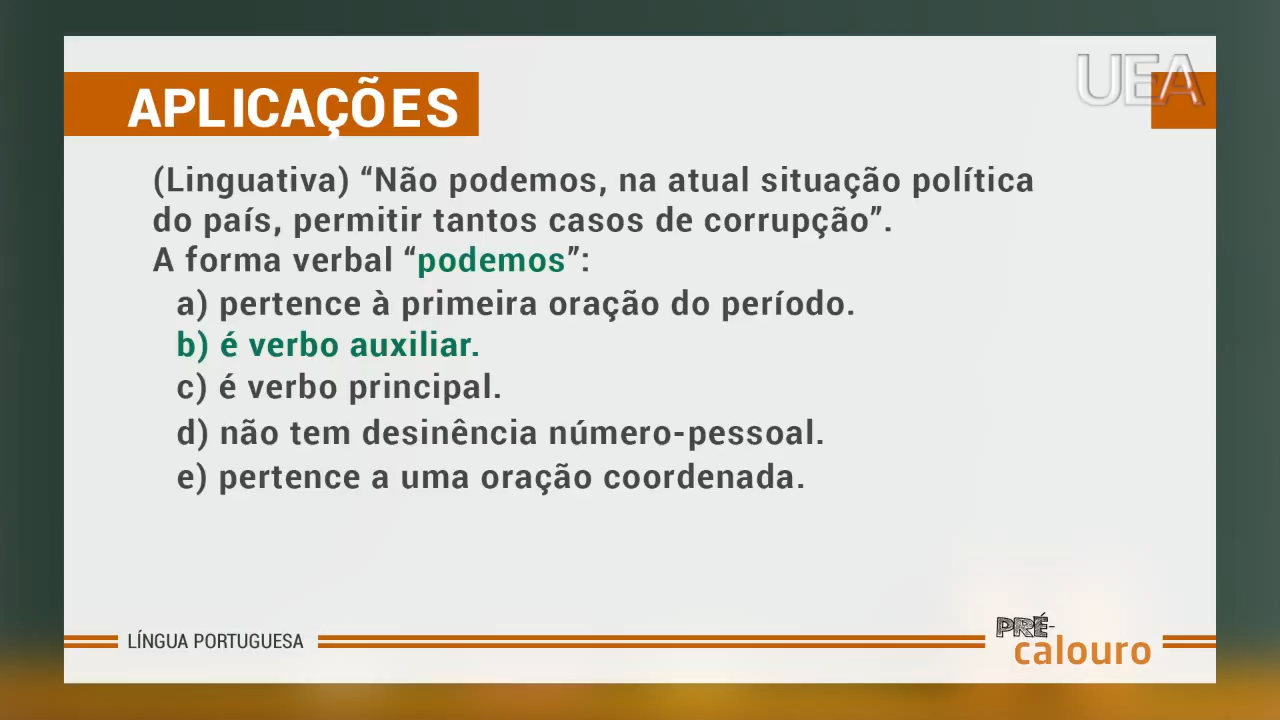 UEA
APLICAÇÕES
(Linguativa) “Não podemos, na atual situação política
do país, permitir tantos casos de corrupção”.
A forma verbal “podemos”:
a) pertence à primeira oração do período.
b) é verbo auxiliar.
c) é verbo principal.
d) não tem desinência número-pessoal.
e) pertence a uma oração coordenada.
LÍNGUA PORTUGUESA
PRÉ-
calouro